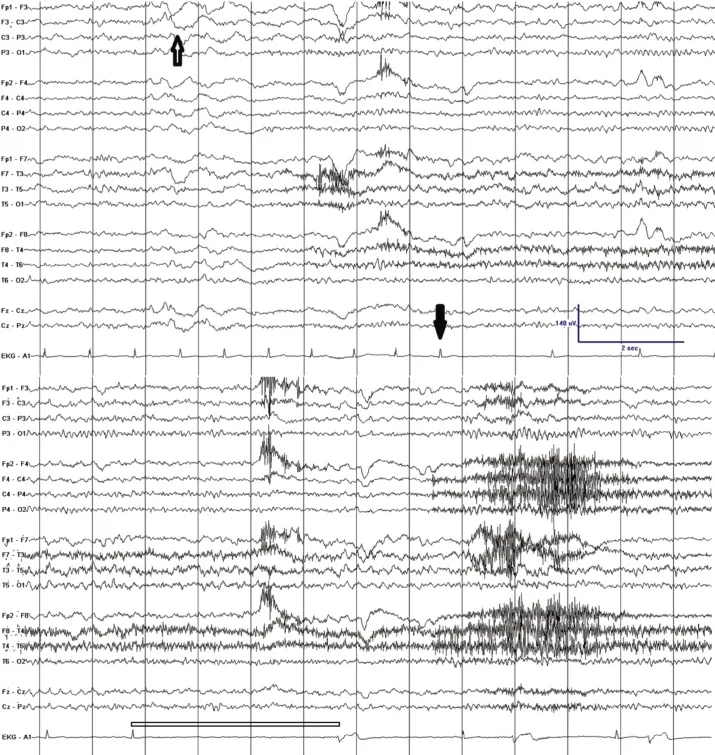 Fp1 - F3
F3 - C3
C3 - P3
P3 - O1
Fp2 - F4
F4 - C4
C4 - P4
P4 - O2
Fp1 - F7
F7 - T3
T3 - T5
T5 - O1
Fp2 - F8
F8 - T4
T4 - T6
T6 - O2
Fz - Cz
Cz - Pz
140 uV
2 sec
EKG - A1
Fp1 - F3
F3 - C3
C3 - P3
P3 - O1
Fp2 - F4
F4 - C4
C4 - P4
P4 - O2
Fp1 - F7
F7 - T3
T3 - T5
T5 - O1
Fp2 - F8
F8 - T4
T4 - T6
T6 - O2
Fz - Cz
Cz - Pz
EKG - A1